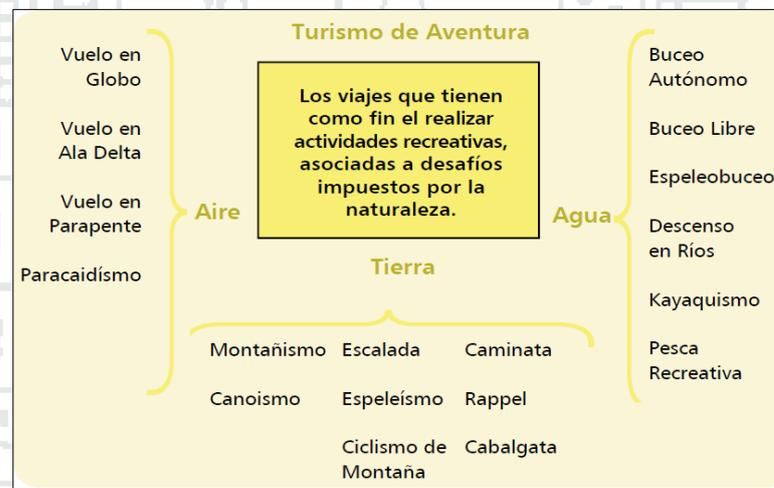 Turismo de Aventura
Los viajes que tienen
como fin el realizar
actividades recreativas,
asociadas a desafíos
impuestos por la
naturaleza.
Aire
Vuelo en
Globo
Vuelo en
Ala Delta
Vuelo en
Parapente
Paracaidísmo
Agua
Buceo
Autónomo
Buceo Libre
Espeleobuceo
Descenso
en Ríos
Kayaquismo
Pesca
Recreativa
Tierra
Montañismo Escalada Caminata
Canoismo Espeleísmo Rappel
Ciclismo de Cabalgata
Montaña